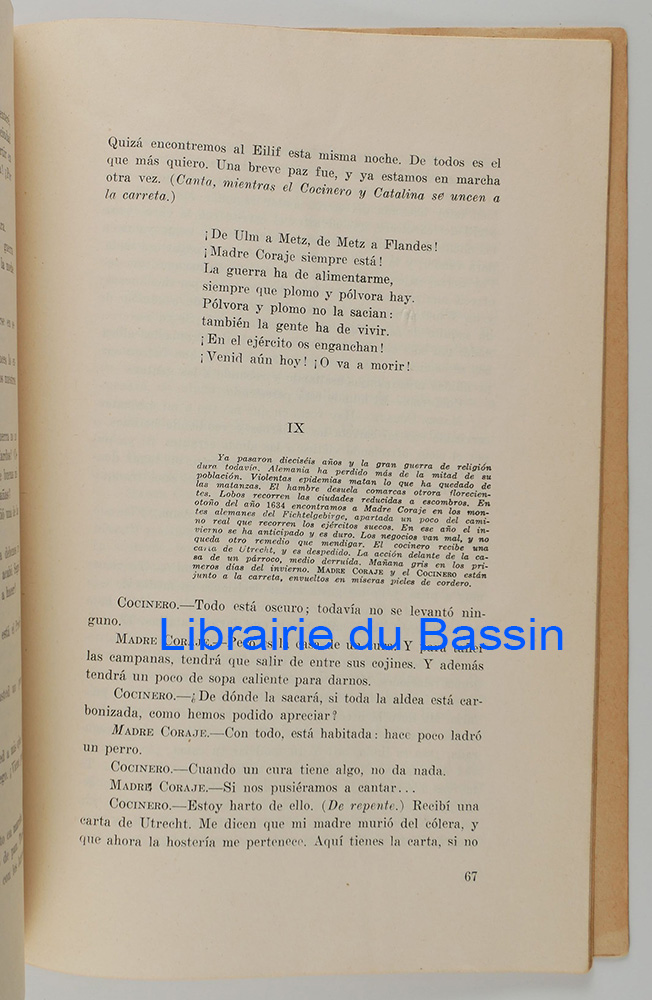 Quizá encontremos al Eilif esta misma noche. De todos es el
que más quiero. Una breve paz fue, y ya estamos en marcha
otra vez. (Canta, mientras el Cocinero y Catalina se uncen a
la carreta.)
¡De Ulm a Metz, de Metz a Flandes!
¡Madre Coraje siempre está!
La guerra ha de alimentarme,
siempre que plomo y pólvora hay.
Pólvora y plomo no la sacian:
también la gente ha de vivir.
¡En el ejército os enganchan!
¡Venid aún hoy! ¡O va a morir!
IX
Ya pasaron dieciséis años y la gran guerra de religión
dura todavía. Alemania ha perdido más de la mitad de su
población. Violentas epidemias matan lo que ha quedado de
las matanzas. El hambre desuela comarcas otrora florecien-
tes. Lobos recorren las ciudades reducidas a escombros. En
otoño del año 1634 encontramos a Madre Coraje en los mon-
tes alemanes del Fichtelgebirge, apartada un poco del cami-
no real que recorren los ejércitos suecos. En ese año el in-
vierno se ha anticipado y es duro. Los negocios van mal, y no
queda otro remedio que mendigar. El cocinero recibe una
carta de Utrecht, y es despedido. La acción delante de la ca-
sa de un párroco, medio derruida. Mañana gris en los pri-
meros días del invierno. MADRE CORAJE y el COCINERO están
junto a la carreta, envueltos en míseras pieles de cordero.
COCINERO.—Todo está oscuro; todavía no se levantó nin-
guno.
MADRE CORAJE.—Pero es la casa de un cura. Y para tañer
las campanas, tendrá que salir de entre sus cojines. Y además
tendrá un poco de sopa caliente para darnos.
COCINERO.—¿De dónde la sacará, si toda la aldea está car-
bonizada, como hemos podido apreciar?
MADRE CORAJE.—Con todo, está habitada: hace poco ladró
un perro.
COCINERO.—Cuando un cura tiene algo, no da nada.
MADRE CORAJE.—Si nos pusiéramos a cantar...
COCINERO.—Estoy harto de ello. (De repente.) Recibí una
carta de Utrecht. Me dicen que mi madre murió del cólera, y
que ahora la hostería me pertenece. Aquí tienes la carta, si no
67
Librairie du Bassin